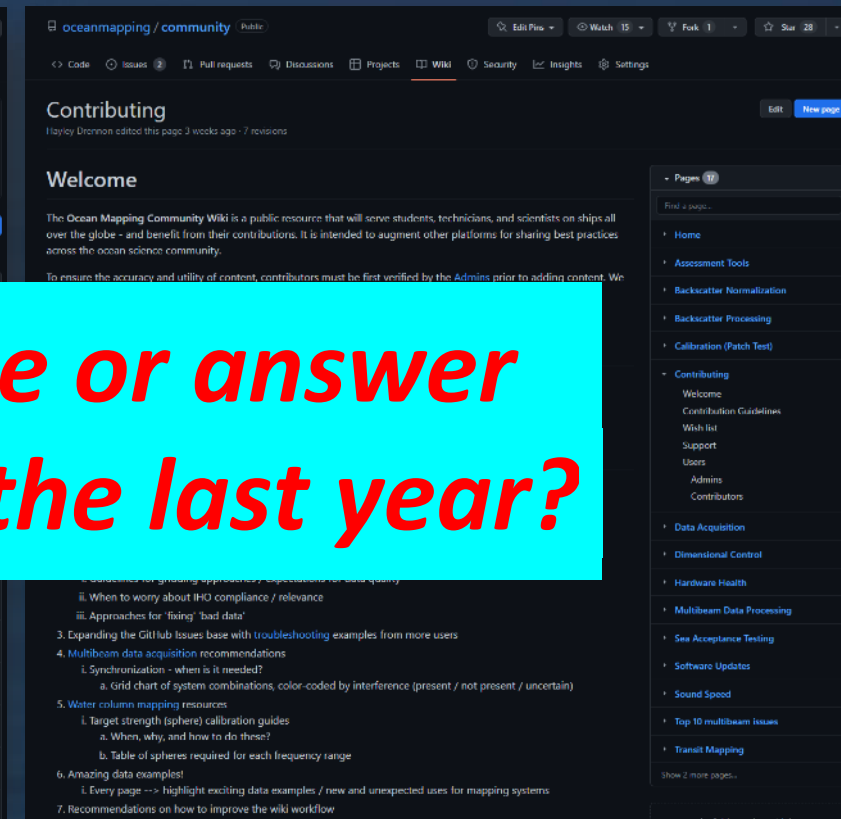 oceanmapping / community Public
Edit Pins Watch 15 Fork 1 Star 28
Code Issues 2 Pull requests Discussions Projects Wiki Security Insights Settings
Contributing
Edit New page
Hayley Drennon edited this page 3 weeks ago · 7 revisions
Welcome
The Ocean Mapping Community Wiki is a public resource that will serve students, technicians, and scientists on ships all
over the globe - and benefit from their contributions. It is intended to augment other platforms for sharing best practices
across the ocean science community.
To ensure the accuracy and utility of content, contributors must be first verified by the Admins prior to adding content. We
e or answer
the last year?
i. Guidelines for gridding approaches / expectations for data quality
ii. When to worry about IHO compliance / relevance
iii. Approaches for 'fixing' 'bad data'
3. Expanding the GitHub Issues base with troubleshooting examples from more users
4. Multibeam data acquisition recommendations
i. Synchronization - when is it needed?
a. Grid chart of system combinations, color-coded by interference (present / not present / uncertain)
5. Water column mapping resources
i. Target strength (sphere) calibration guides
a. When, why, and how to do these?
b. Table of spheres required for each frequency range
6. Amazing data examples!
i. Every page --> highlight exciting data examples / new and unexpected uses for mapping systems
7. Recommendations on how to improve the wiki workflow
Pages 17
Find a page...
Home
Assessment Tools
Backscatter Normalization
Backscatter Processing
Calibration (Patch Test)
Contributing
Welcome
Contribution Guidelines
Wish list
Support
Users
Admins
Contributors
Data Acquisition
Dimensional Control
Hardware Health
Multibeam Data Processing
Sea Acceptance Testing
Software Updates
Sound Speed
Top 10 multibeam issues
Transit Mapping
Show 2 more pages...